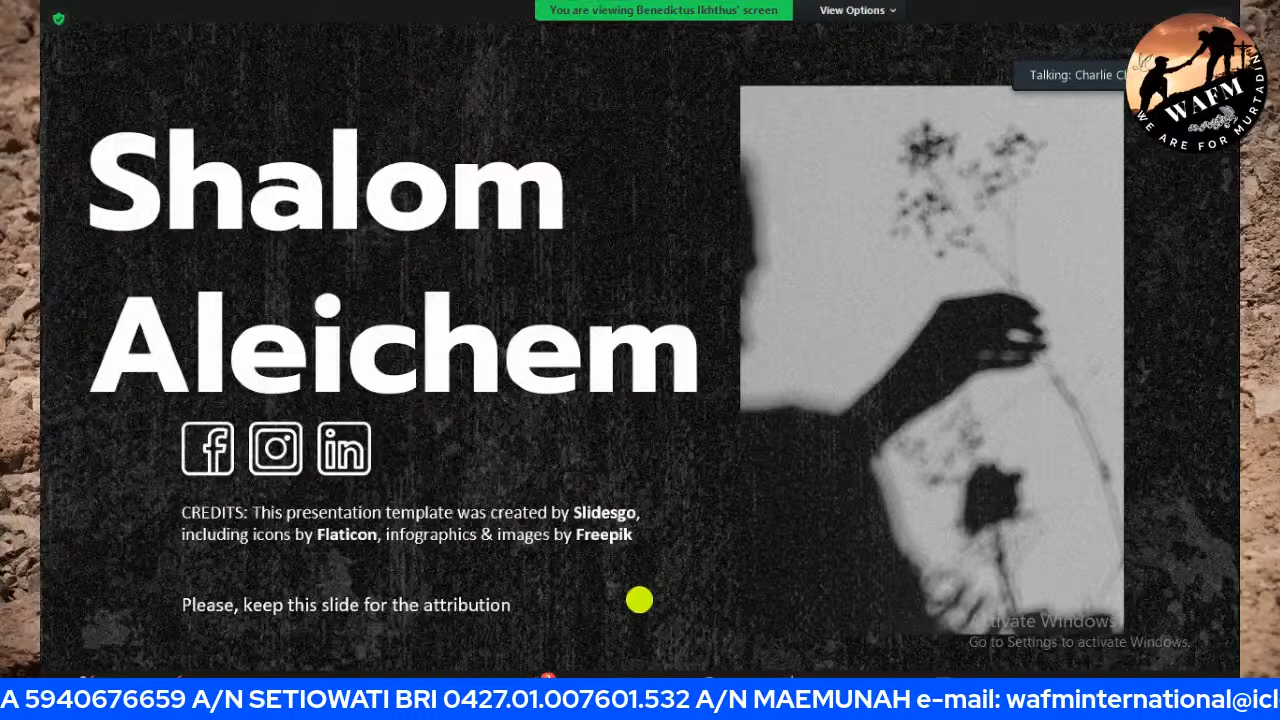 You are viewing Benedictus Ikhthus' screen
View Options
Talking: Charlie
WAFM
WE ARE FOR MURTADIN
Shalom
Aleichem
CREDITS: This presentation template was created by Slidesgo,
including icons by Flaticon, infographics & images by Freepik
Please, keep this slide for the attribution
Activate Windows
Go to Settings to activate Windows.
A 5940676659 A/N SETIOWATI BRI 0427.01.007601.532 A/N MAEMUNAH e-mail: wafminternational@icl